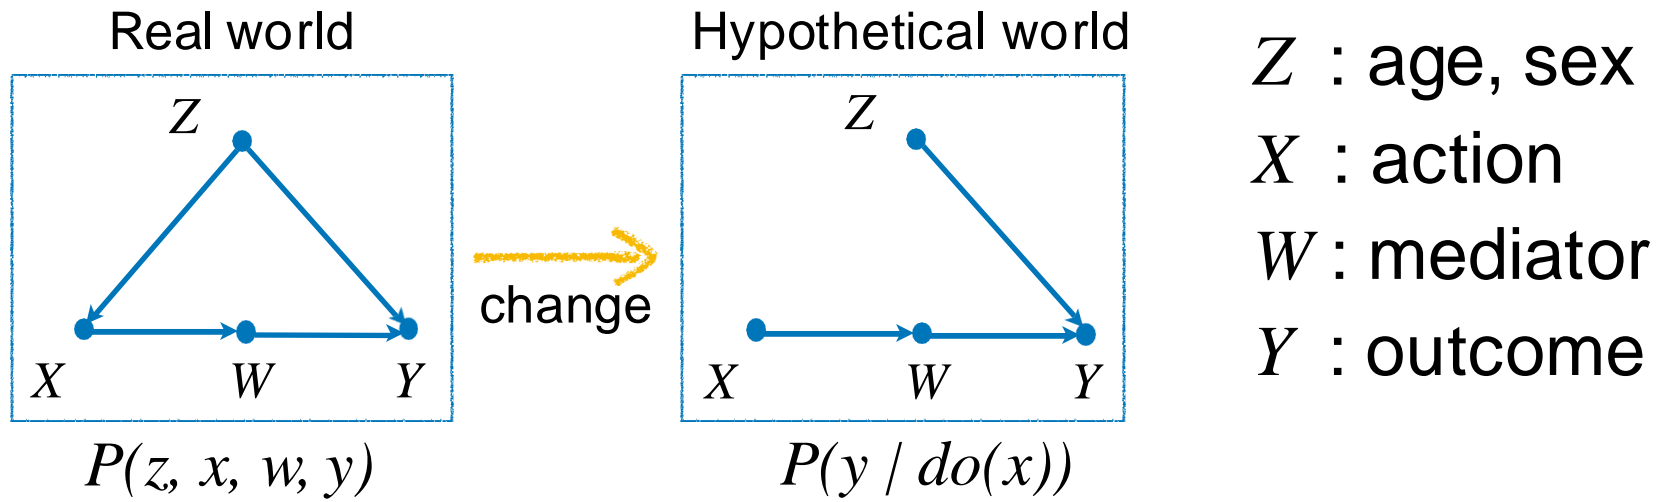 Real world
Z
X W Y
P(z, x, w, y)
change
Hypothetical world
Z
X W Y
P(y / do(x))
Z : age, sex
X : action
W : mediator
Y : outcome